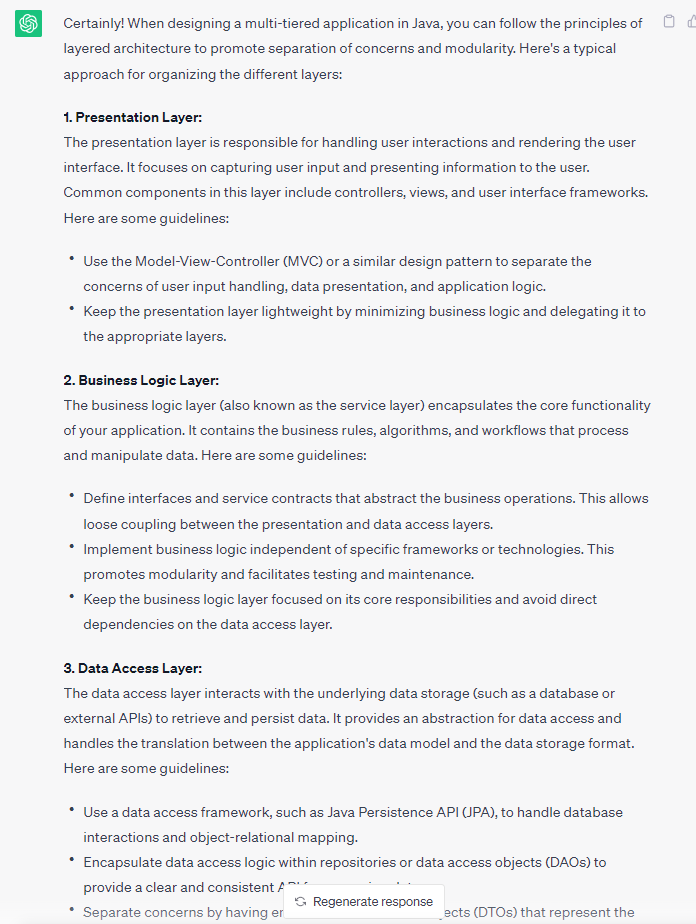 Certainly! When designing a multi-tiered application in Java, you can follow the principles of
layered architecture to promote separation of concerns and modularity. Here's a typical
approach for organizing the different layers:
1. Presentation Layer:
The presentation layer is responsible for handling user interactions and rendering the user
interface. It focuses on capturing user input and presenting information to the user.
Common components in this layer include controllers, views, and user interface frameworks.
Here are some guidelines:
• Use the Model-View-Controller (MVC) or a similar design pattern to separate the
concerns of user input handling, data presentation, and application logic.
• Keep the presentation layer lightweight by minimizing business logic and delegating it to
the appropriate layers.
2. Business Logic Layer:
The business logic layer (also known as the service layer) encapsulates the core functionality
of your application. It contains the business rules, algorithms, and workflows that process
and manipulate data. Here are some guidelines:
• Define interfaces and service contracts that abstract the business operations. This allows
loose coupling between the presentation and data access layers.
• Implement business logic independent of specific frameworks or technologies. This
promotes modularity and facilitates testing and maintenance.
• Keep the business logic layer focused on its core responsibilities and avoid direct
dependencies on the data access layer.
3. Data Access Layer:
The data access layer interacts with the underlying data storage (such as a database or
external APIs) to retrieve and persist data. It provides an abstraction for data access and
handles the translation between the application's data model and the data storage format.
Here are some guidelines:
• Use a data access framework, such as Java Persistence API (JPA), to handle database
interactions and object-relational mapping.
• Encapsulate data access logic within repositories or data access objects (DAOs) to
provide a clear and consistent
Regenerate response
• Separate concerns by having (DTOs) that represent the